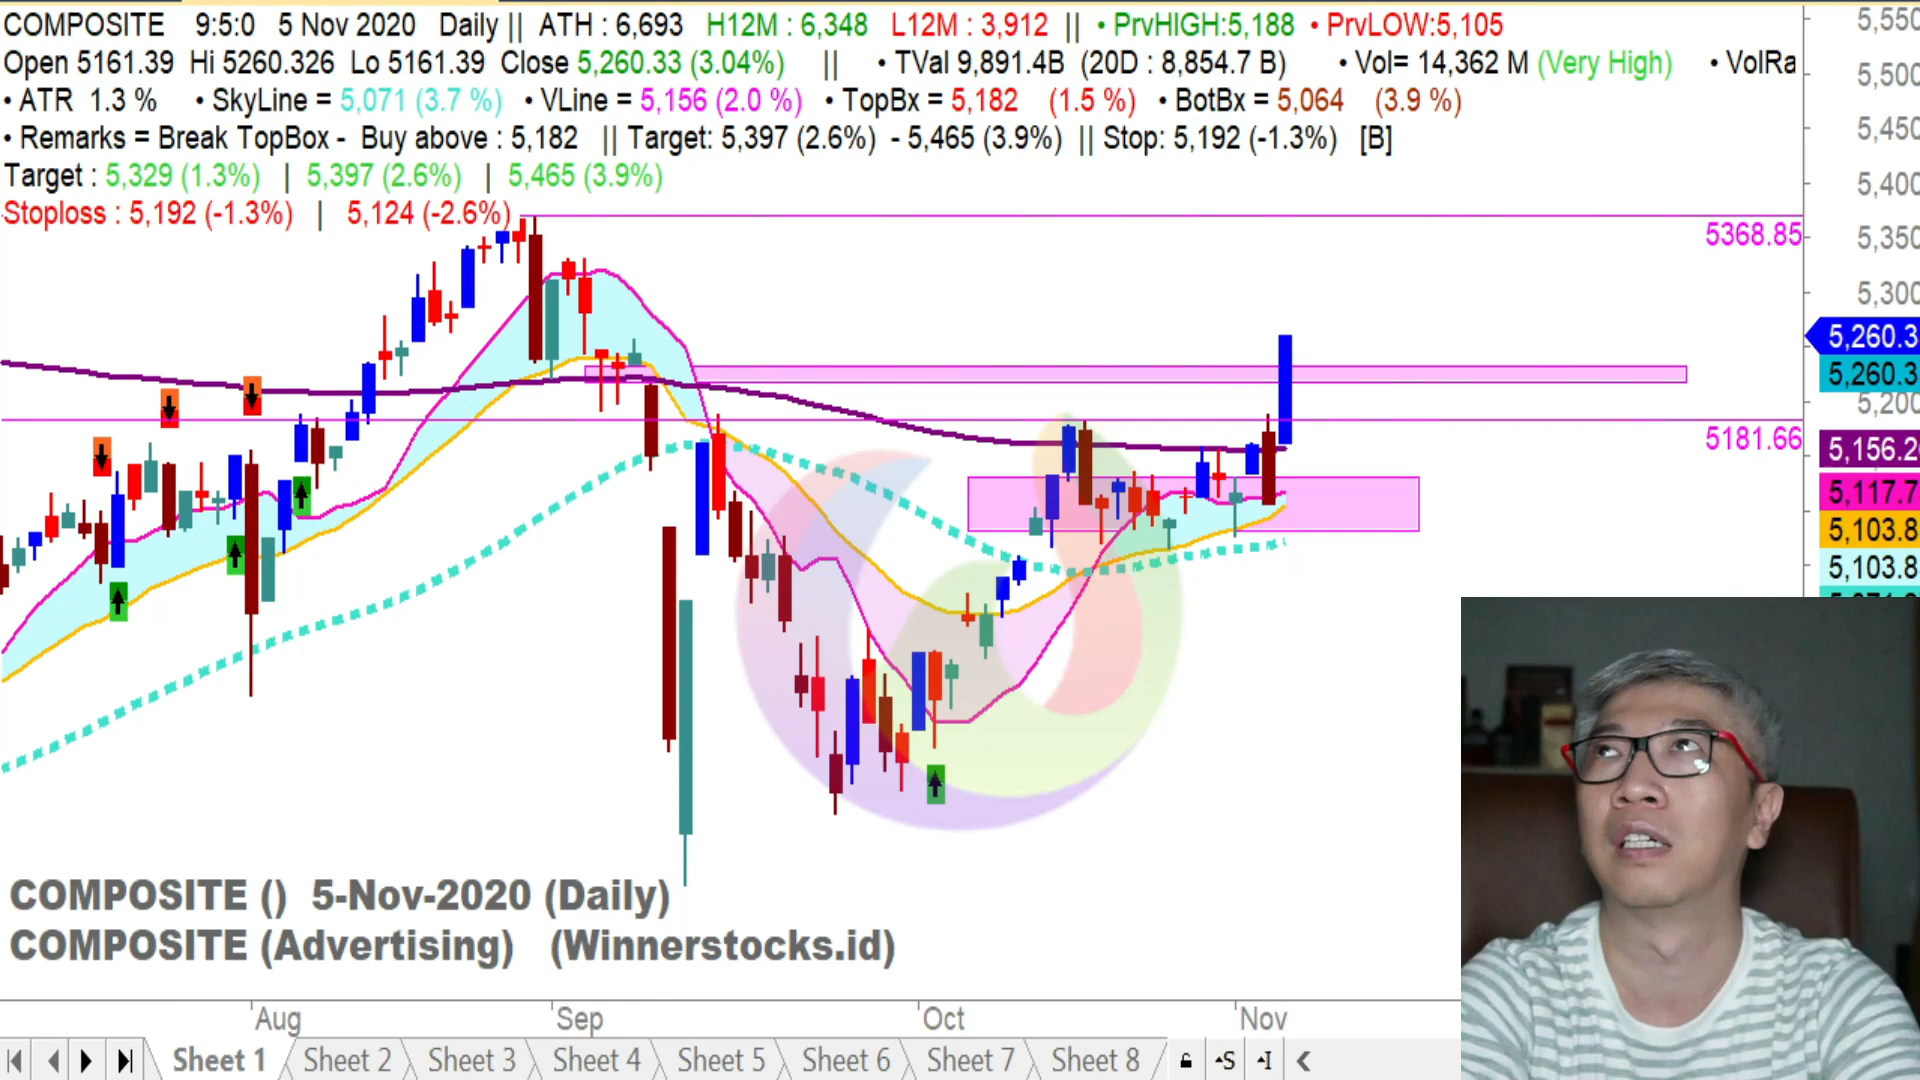 COMPOSITE 9:5:0 5 Nov 2020 Daily || ATH : 6,693 H12M : 6,348 L12M : 3,912 || • PrvHIGH:5,188 • PrvLOW:5,105
Open 5161.39 Hi 5260.326 Lo 5161.39 Close 5,260.33 (3.04%) || • TVal 9,891.4B (20D : 8,854.7 B) • Vol= 14,362 M (Very High) • VolRa
• ATR 1.3 % • SkyLine = 5,071 (3.7 %) • VLine = 5,156 (2.0 %) • TopBx = 5,182 (1.5 %) • BotBx = 5,064 (3.9 %)
• Remarks = Break TopBox - Buy above : 5,182 || Target: 5,397 (2.6%) - 5,465 (3.9%) || Stop: 5,192 (-1.3%) [B]
Target : 5,329 (1.3%) | 5,397 (2.6%) | 5,465 (3.9%)
Stoploss : 5,192 (-1.3%) | 5,124 (-2.6%)
5368.85
5181.66
5,550
5,500
5,450
5,400
5,350
5,300
5,260.3
5,260.3
5,200
5,156.2
5,117.7
5,103.8
5,103.8
COMPOSITE () 5-Nov-2020 (Daily)
COMPOSITE (Advertising) (Winnerstocks.id)
Aug Sep Oct Nov
Sheet 1 Sheet 2 Sheet 3 Sheet 4 Sheet 5 Sheet 6 Sheet 7 Sheet 8 S I